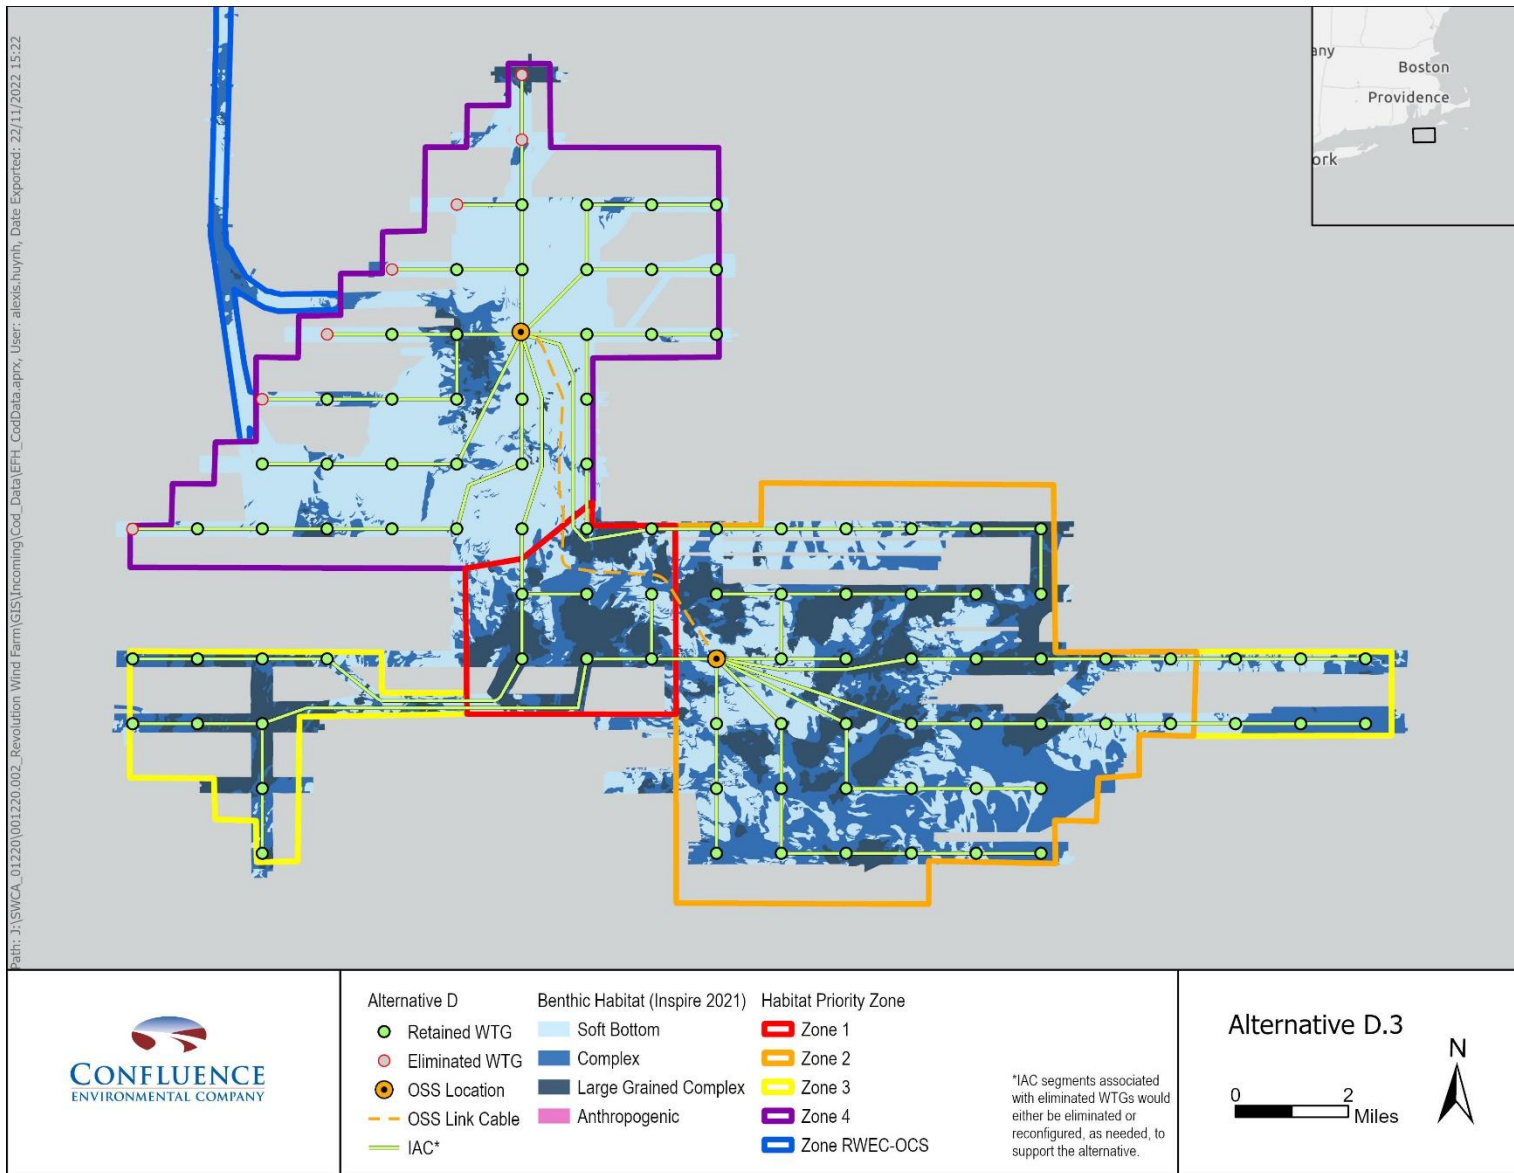 Path: J:\SWCA_01220\001220.002_Revolution Wind Farm\GIS\Incoming\Cod_Data\EFH_CodData.aprx, User: alexis.huynh, Date Exported: 22/11/2022 15:22
any
Boston
Providence
ork
CONFLUENCE
ENVIRONMENTAL COMPANY
Alternative D
Retained WTG
Eliminated WTG
OSS Location
OSS Link Cable
IAC*
Benthic Habitat (Inspire 2021)
Soft Bottom
Complex
Large Grained Complex
Anthropogenic
Habitat Priority Zone
Zone 1
Zone 2
Zone 3
Zone 4
Zone RWEC-OCS
*IAC segments associated
with eliminated WTGs would
either be eliminated or
reconfigured, as needed, to
support the alternative.
Alternative D.3
0 2
Miles
N